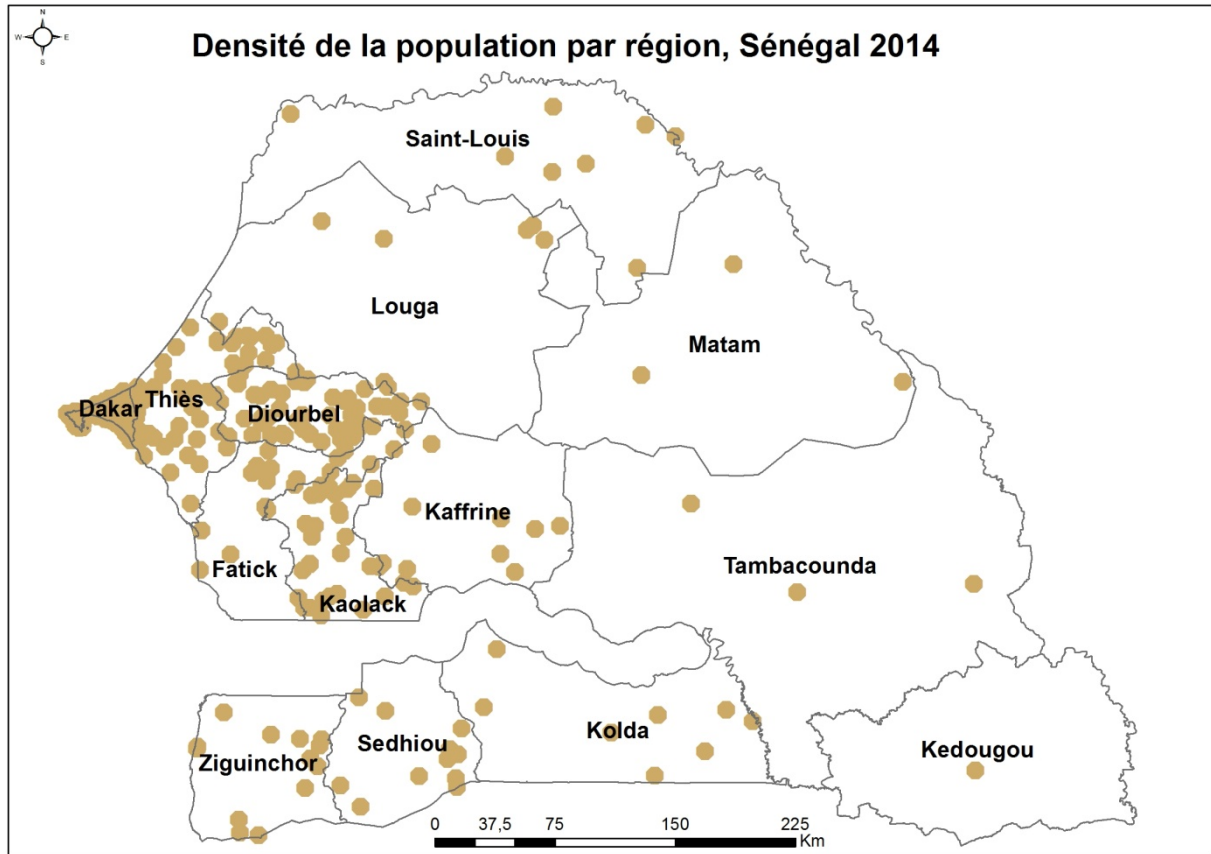 N
W E
S
Densité de la population par région, Sénégal 2014
Saint-Louis
Louga
Matam
Dakar
Thiès
Diourbel
Kaffrine
Fatick
Tambacounda
Kaolack
Kolda
Sedhiou
Ziguinchor
Kedougou
0 37,5 75 150 225
Km